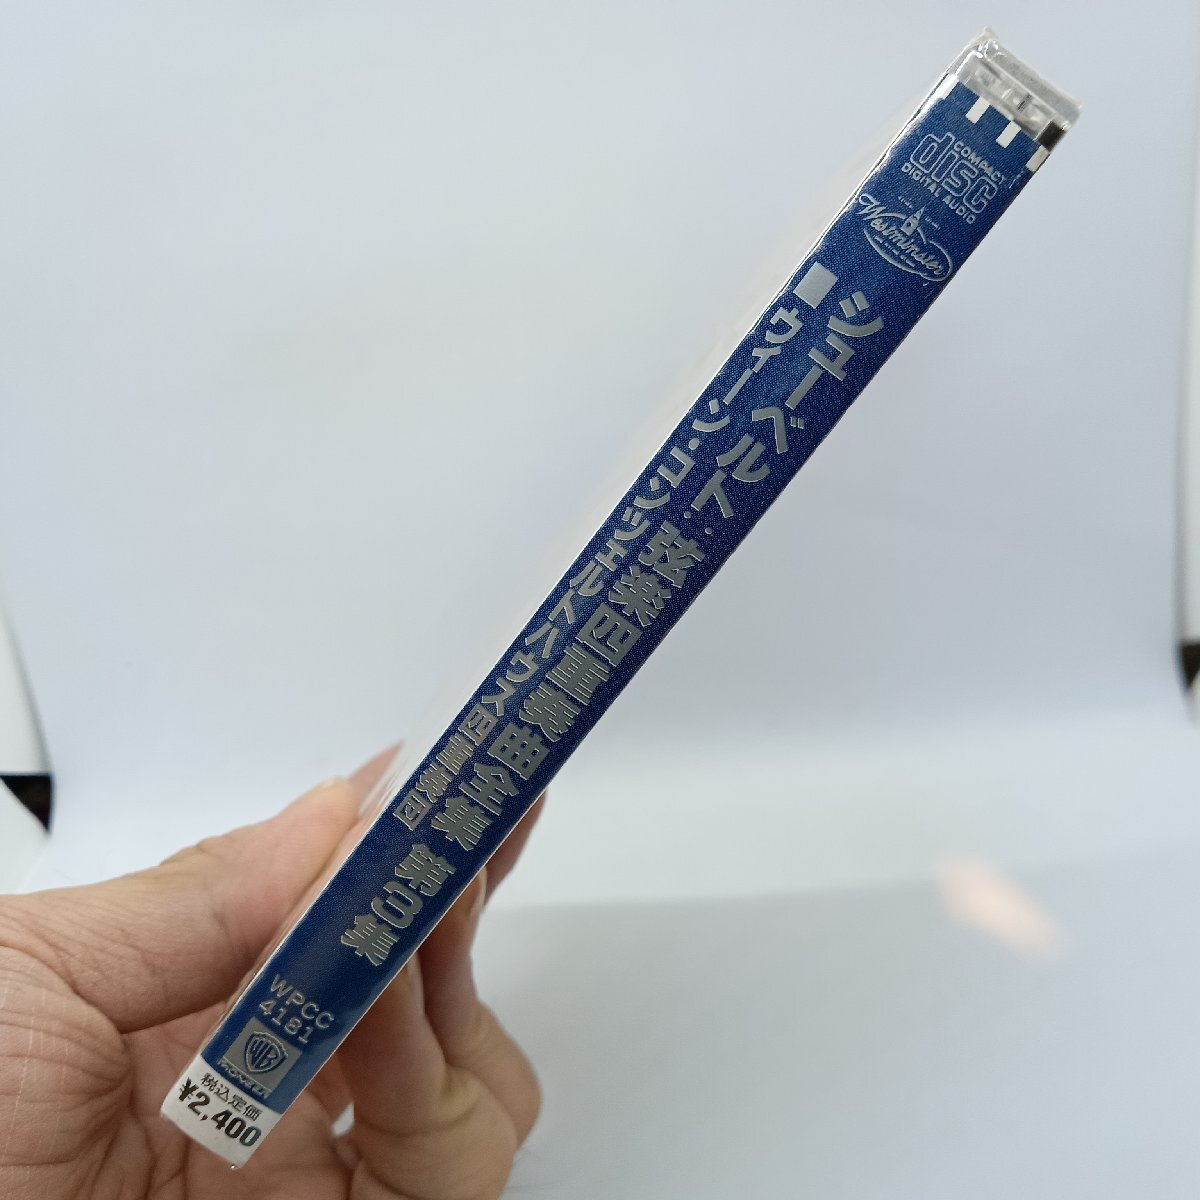 COMPACT
disc
DIGITAL AUDIO
Westminster
シューベルト:弦楽四重奏曲全集 第3集
■ウィーン・コンツェルトハウス四重奏団
WPCC
4181
WB
PIONEER
税込定価
¥2,400